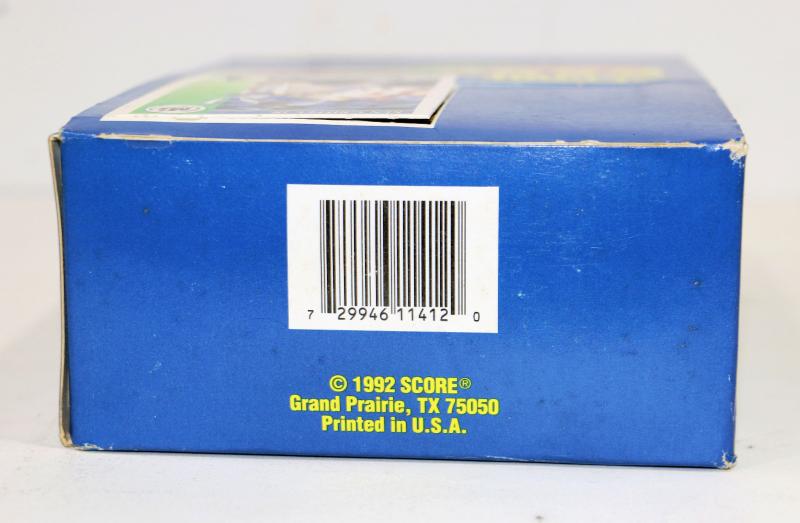 7 29946 11412 0
© 1992 SCORE®
Grand Prairie, TX 75050
Printed in U.S.A.